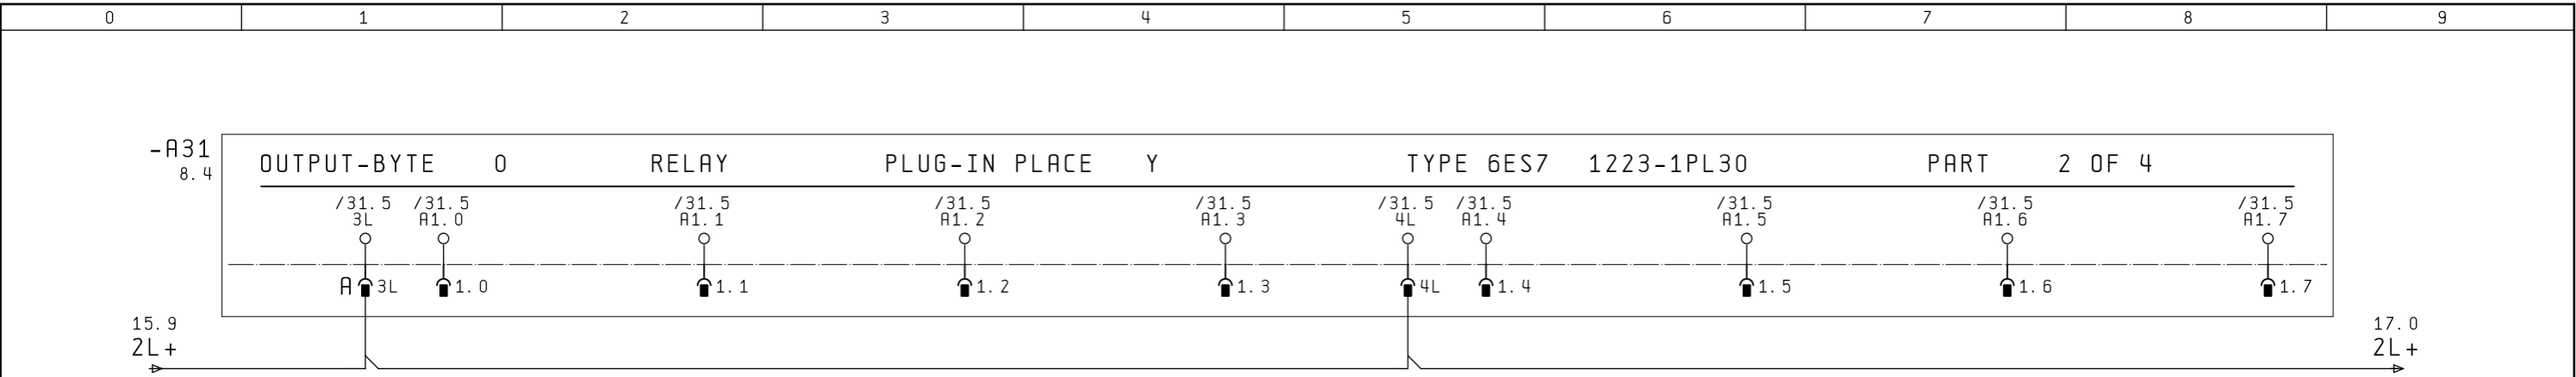 0 1 2 3 4 5 6 7 8 9
-A31 OUTPUT-BYTE 0 RELAY PLUG-IN PLACE Y TYPE 6ES7 1223-1PL30 PART 2 OF 4
8.4
/31.5 /31.5 /31.5 /31.5 /31.5 /31.5 /31.5 /31.5 /31.5 /31.5
3L A1.0 A1.1 A1.2 A1.3 4L A1.4 A1.5 A1.6 A1.7
A 3L 1.0 1.1 1.2 1.3 4L 1.4 1.5 1.6 1.7
15.9 17.0
2L+ 2L+